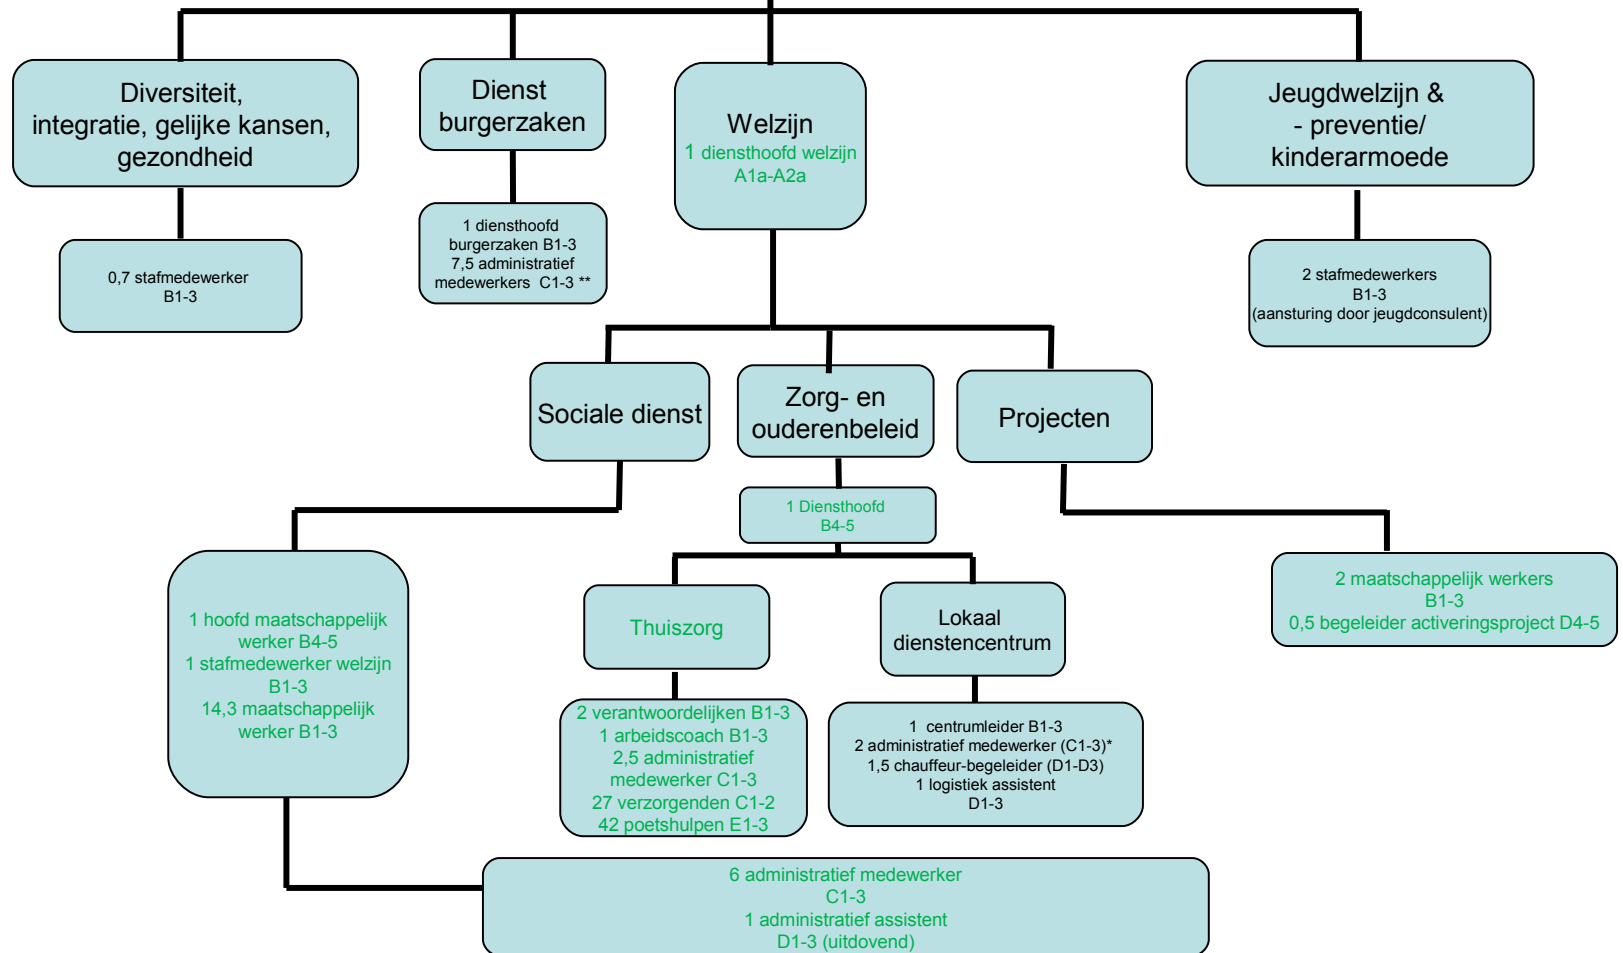 Diversiteit,
integratie, gelijke kansen,
gezondheid
Dienst
burgerzaken
Welzijn
1 diensthoofd welzijn
A1a-A2a
Jeugdwelzijn &
- preventie/
kinderarmoede
0,7 stafmedewerker
B1-3
1 diensthoofd
burgerzaken B1-3
7,5 administratief
medewerkers C1-3 **
2 stafmedewerkers
B1-3
(aansturing door jeugdconsulent)
Sociale dienst
Zorg- en
ouderenbeleid
Projecten
1 Diensthoofd
B4-5
1 hoofd maatschappelijk
werker B4-5
1 stafmedewerker welzijn
B1-3
14,3 maatschappelijk
werker B1-3
Thuiszorg
Lokaal
dienstencentrum
2 maatschappelijk werkers
B1-3
0,5 begeleider activeringsproject D4-5
2 verantwoordelijken B1-3
1 arbeidscoach B1-3
2,5 administratief
medewerker C1-3
27 verzorgenden C1-2
42 poetshulpen E1-3
1 centrumleider B1-3
2 administratief medewerker (C1-3)*
1,5 chauffeur-begeleider (D1-D3)
1 logistiek assistent
D1-3
6 administratief medewerker
C1-3
1 administratief assistent
D1-3 (uitdovend)